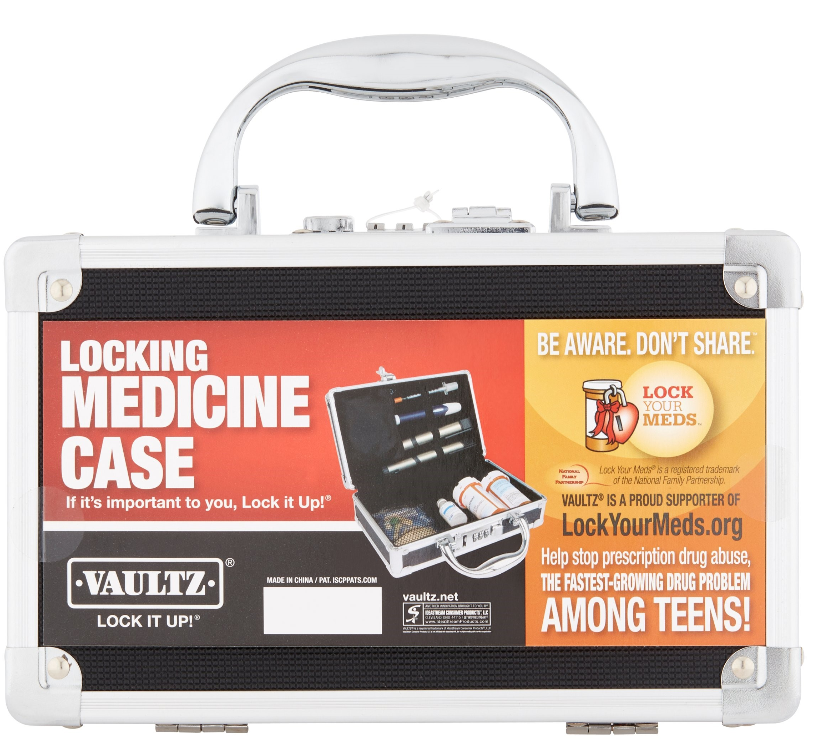 LOCKING
MEDICINE
CASE
If it's important to you, Lock it Up!®
·VAULTZ·®
LOCK IT UP!®
MADE IN CHINA / PAT. ISCPPATS.COM
vaultz.net
BE AWARE. DON'T SHARE.™
LOCK
YOUR
MEDS™
NATIONAL
FAMILY
PARTNERSHIP
Lock Your Meds® is a registered trademark
of the National Family Partnership.
VAULTZ® IS A PROUD SUPPORTER OF
LockYourMeds.org
Help stop prescription drug abuse,
THE FASTEST-GROWING DRUG PROBLEM
AMONG TEENS!